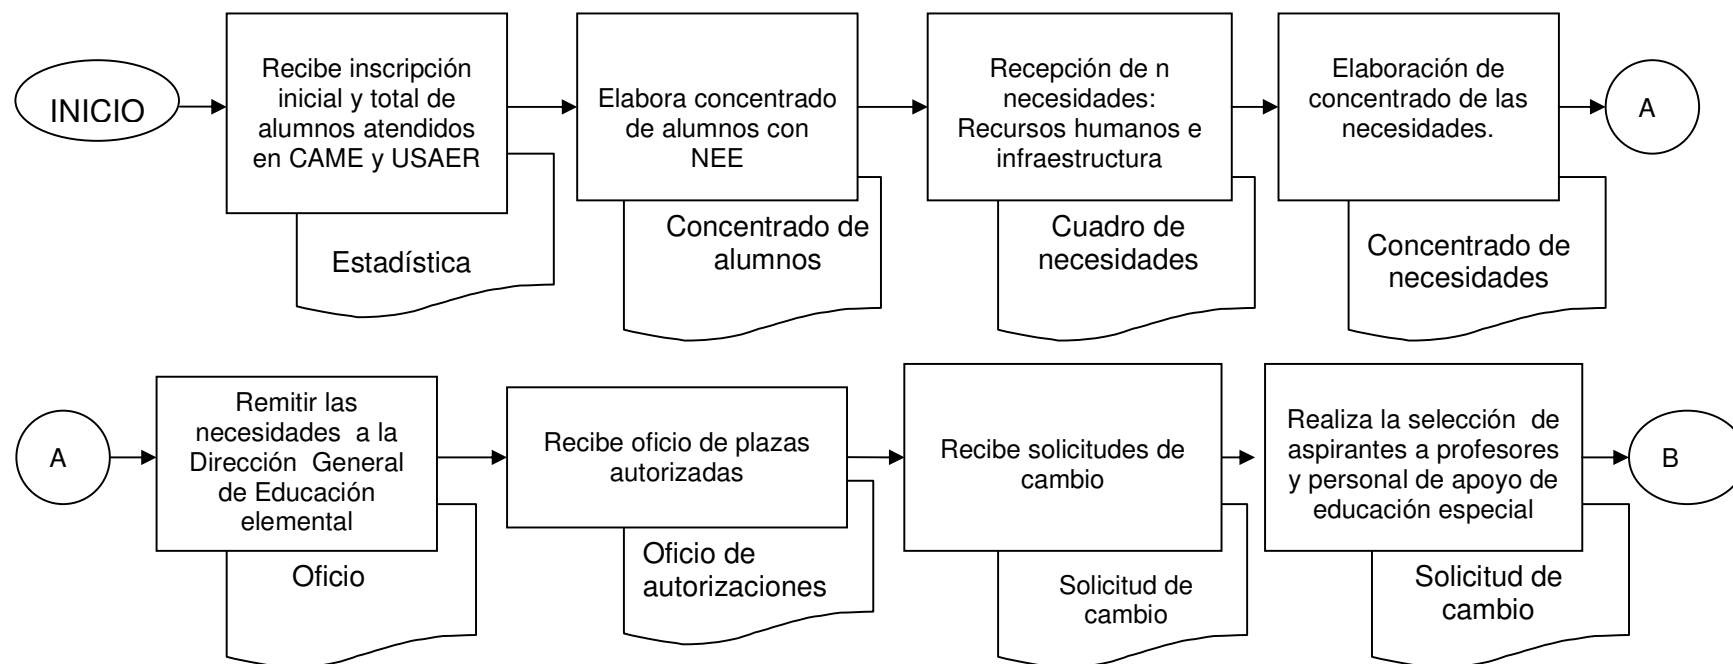 INICIO
Recibe inscripción
inicial y total de
alumnos atendidos
en CAME y USAER
Estadística
Elabora concentrado
de alumnos con
NEE
Concentrado de
alumnos
Recepción de n
necesidades:
Recursos humanos e
infraestructura
Cuadro de
necesidades
Elaboración de
concentrado de las
necesidades.
Concentrado de
necesidades
A
A
Remitir las
necesidades a la
Dirección General
de Educación
elemental
Oficio
Recibe oficio de plazas
autorizadas
Oficio de
autorizaciones
Recibe solicitudes de
cambio
Solicitud de
cambio
Realiza la selección de
aspirantes a profesores
y personal de apoyo de
educación especial
Solicitud de
cambio
B